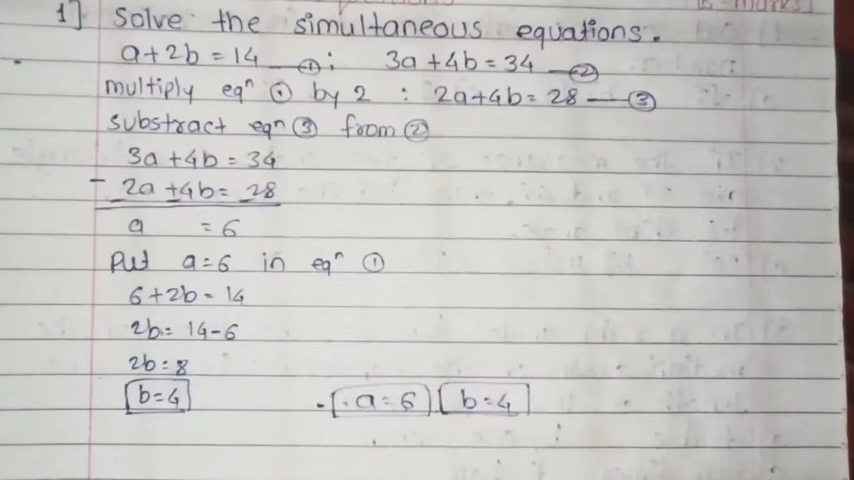 1] Solve the simultaneous equations.
a+2b=14 —①; 3a+4b=34 —②
multiply eqⁿ ① by 2 : 2a+4b=28 —③
substract eqⁿ ③ from ②
3a+4b=34
- 2a+4b=28
a =6
Put a=6 in eqⁿ ①
6+2b=14
2b=14-6
2b=8
b=4 a=6 b=4